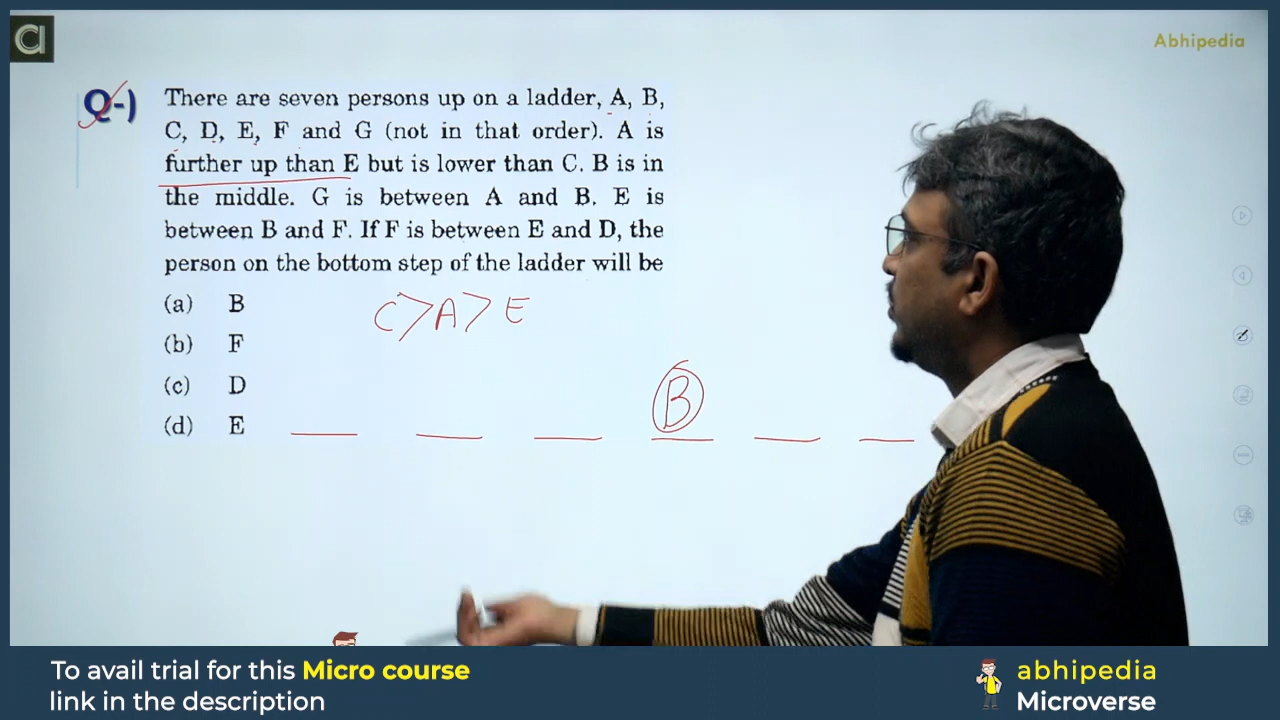 a
Abhipedia
Q-)
There are seven persons up on a ladder, A, B,
C, D, E, F and G (not in that order). A is
further up than E but is lower than C. B is in
the middle. G is between A and B. E is
between B and F. If F is between E and D, the
person on the bottom step of the ladder will be
(a) B
(b) F
(c) D
(d) E
C > A > E
B
To avail trial for this Micro course
link in the description
abhipedia
Microverse